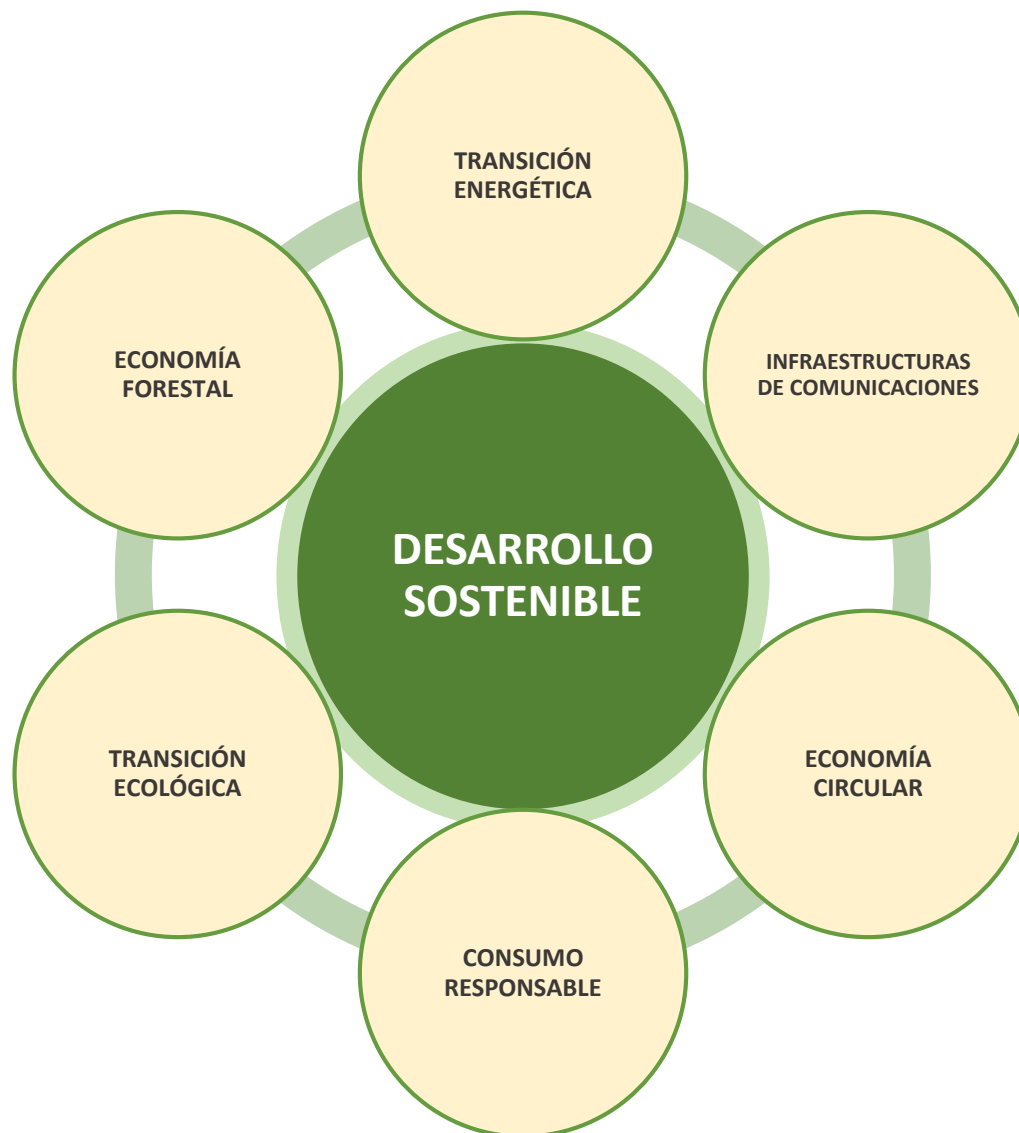 TRANSICIÓN
ENERGÉTICA
INFRAESTRUCTURAS
DE COMUNICACIONES
ECONOMÍA
CIRCULAR
CONSUMO
RESPONSABLE
TRANSICIÓN
ECOLÓGICA
ECONOMÍA
FORESTAL
DESARROLLO
SOSTENIBLE